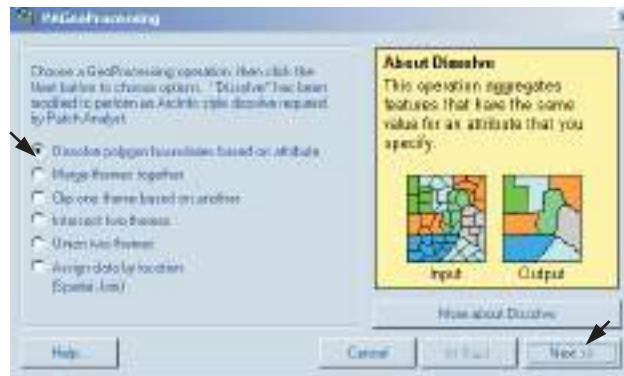 PAGeoProcessing
Choose a GeoProcessing operation, then click the
Next button to choose options. "Dissolve" has been
modified to perform an ArcInfo style dissolve required
by Patch Analyst.
Dissolve polygon boundaries based on attribute
Merge themes together
Clip one theme based on another
Intersect two themes
Union two themes
Assign data by location
(Spatial Join)
About Dissolve
This operation aggregates
features that have the same
value for an attribute that you
specify.
Input Output
More about Dissolve
Help... Cancel << Back Next >>